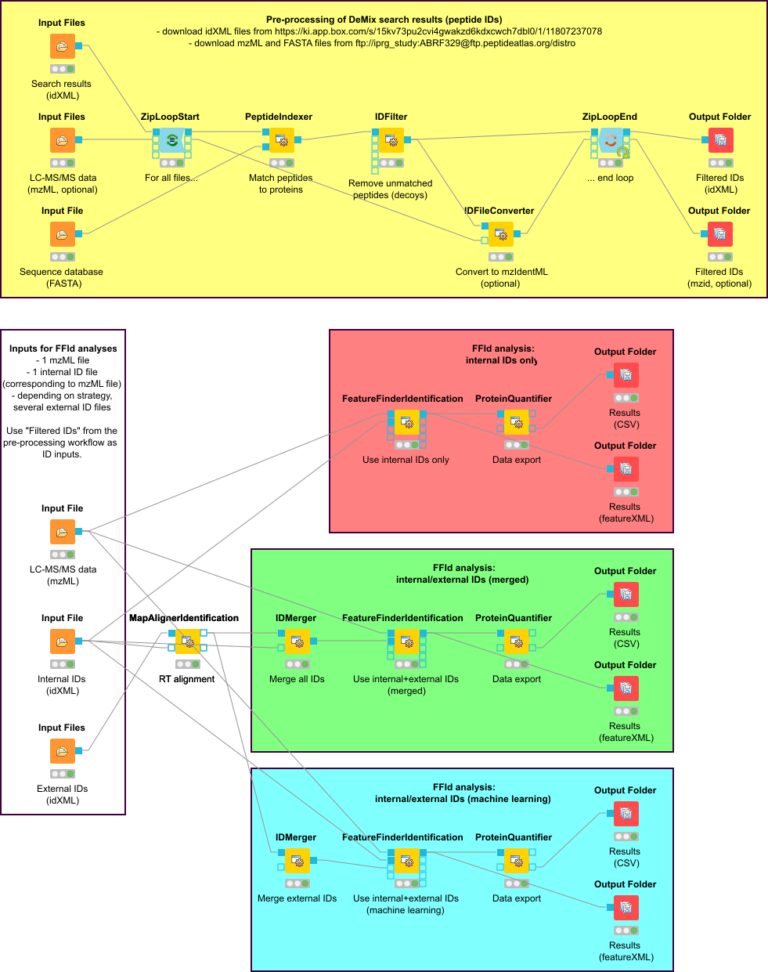 Pre-processing of DeMix search results (peptide IDs)
- download idXML files from https://ki.app.box.com/s/15kv73pu2cvi4gwakzd6kdxcwch7dbl0/1/11807237078
- download mzML and FASTA files from ftp://iprg_study:ABRF329@ftp.peptideatlas.org/distro
Input Files
Search results
(idXML)
Input Files
LC-MS/MS data
(mzML, optional)
Input File
Sequence database
(FASTA)
ZipLoopStart
For all files...
PeptideIndexer
Match peptides
to proteins
IDFilter
Remove unmatched
peptides (decoys)
IDFileConverter
Convert to mzIdentML
(optional)
ZipLoopEnd
... end loop
Output Folder
Filtered IDs
(idXML)
Output Folder
Filtered IDs
(mzid, optional)
Inputs for FFId analyses
- 1 mzML file
- 1 internal ID file
(corresponding to mzML file)
- depending on strategy,
several external ID files
Use "Filtered IDs" from the
pre-processing workflow as
ID inputs.
Input File
LC-MS/MS data
(mzML)
Input File
Internal IDs
(idXML)
Input Files
External IDs
(idXML)
MapAlignerIdentification
RT alignment
FFId analysis:
internal IDs only
FeatureFinderIdentification
Use internal IDs only
ProteinQuantifier
Data export
Output Folder
Results
(CSV)
Output Folder
Results
(featureXML)
FFId analysis:
internal/external IDs (merged)
IDMerger
Merge all IDs
FeatureFinderIdentification
Use internal+external IDs
(merged)
ProteinQuantifier
Data export
Output Folder
Results
(CSV)
Output Folder
Results
(featureXML)
FFId analysis:
internal/external IDs (machine learning)
IDMerger
Merge external IDs
FeatureFinderIdentification
Use internal+external IDs
(machine learning)
ProteinQuantifier
Data export
Output Folder
Results
(CSV)
Output Folder
Results
(featureXML)